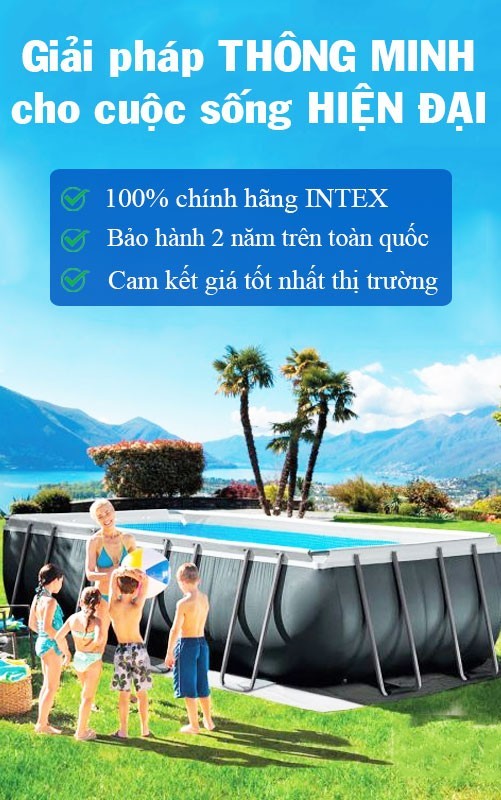 Giải pháp THÔNG MINH
cho cuộc sống HIỆN ĐẠI
100% chính hãng INTEX
Bảo hành 2 năm trên toàn quốc
Cam kết giá tốt nhất thị trường